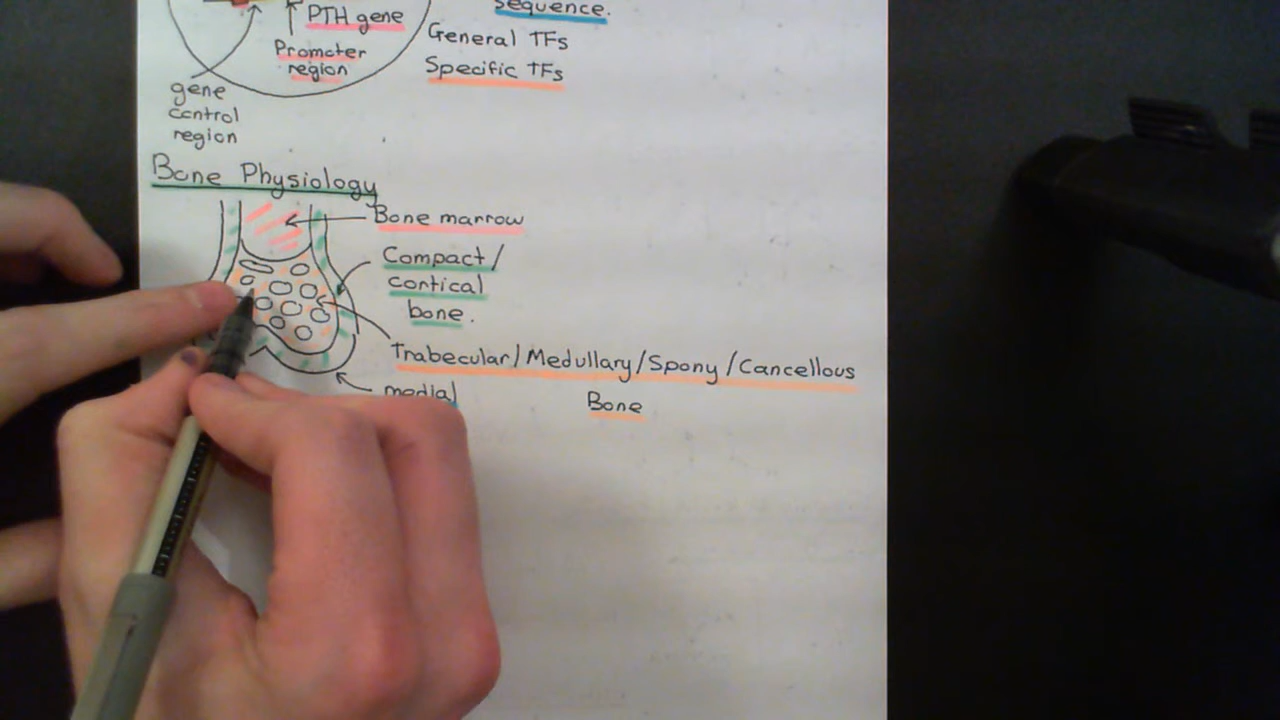 sequence.
PTH gene
General TFs
Promoter
region
Specific TFs
gene
control
region
Bone Physiology
Bone marrow
Compact/
cortical
bone.
Trabecular/Medullary/Spony/Cancellous
Bone
medial